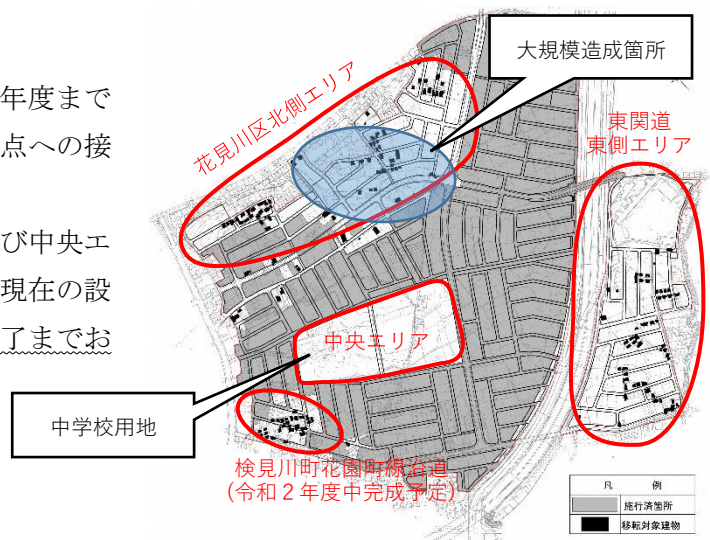 年度まで
点への接
び中央エ
現在の設
了までお
大規模造成箇所
花見川区北側エリア
東関道
東側エリア
中央エリア
中学校用地
検見川町花園町線沿道
(令和2年度中完成予定)
凡 例
施行済箇所
移転対象建物